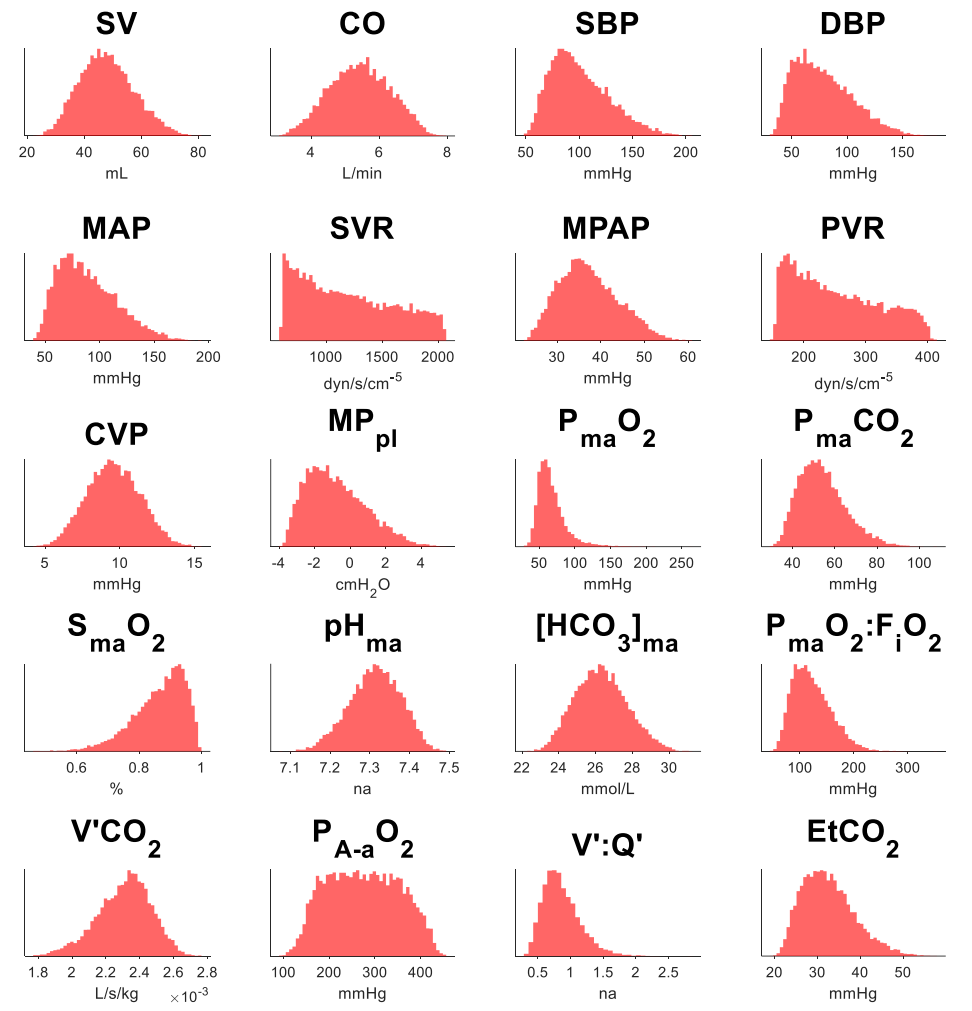 SV CO SBP DBP
20 40 60 80 4 6 8 50 100 150 200 50 100 150
mL L/min mmHg mmHg
MAP SVR MPAP PVR
50 100 150 200 1000 1500 2000 30 40 50 60 200 300 400
mmHg dyn/s/cm⁻⁵ mmHg dyn/s/cm⁻⁵
CVP MPpl PmaO₂ PmaCO₂
5 10 15 -4 -2 0 2 4 50 100 150 200 250 40 60 80 100
mmHg cmH₂O mmHg mmHg
SmaO₂ pHma [HCO₃]ma PmaO₂:FiO₂
0.6 0.8 1 7.1 7.2 7.3 7.4 7.5 22 24 26 28 30 100 200 300
% na mmol/L mmHg
V'CO₂ PA-aO₂ V':Q' EtCO₂
1.8 2 2.2 2.4 2.6 2.8 100 200 300 400 0.5 1 1.5 2 2.5 20 30 40 50
L/s/kg ×10⁻³ mmHg na mmHg